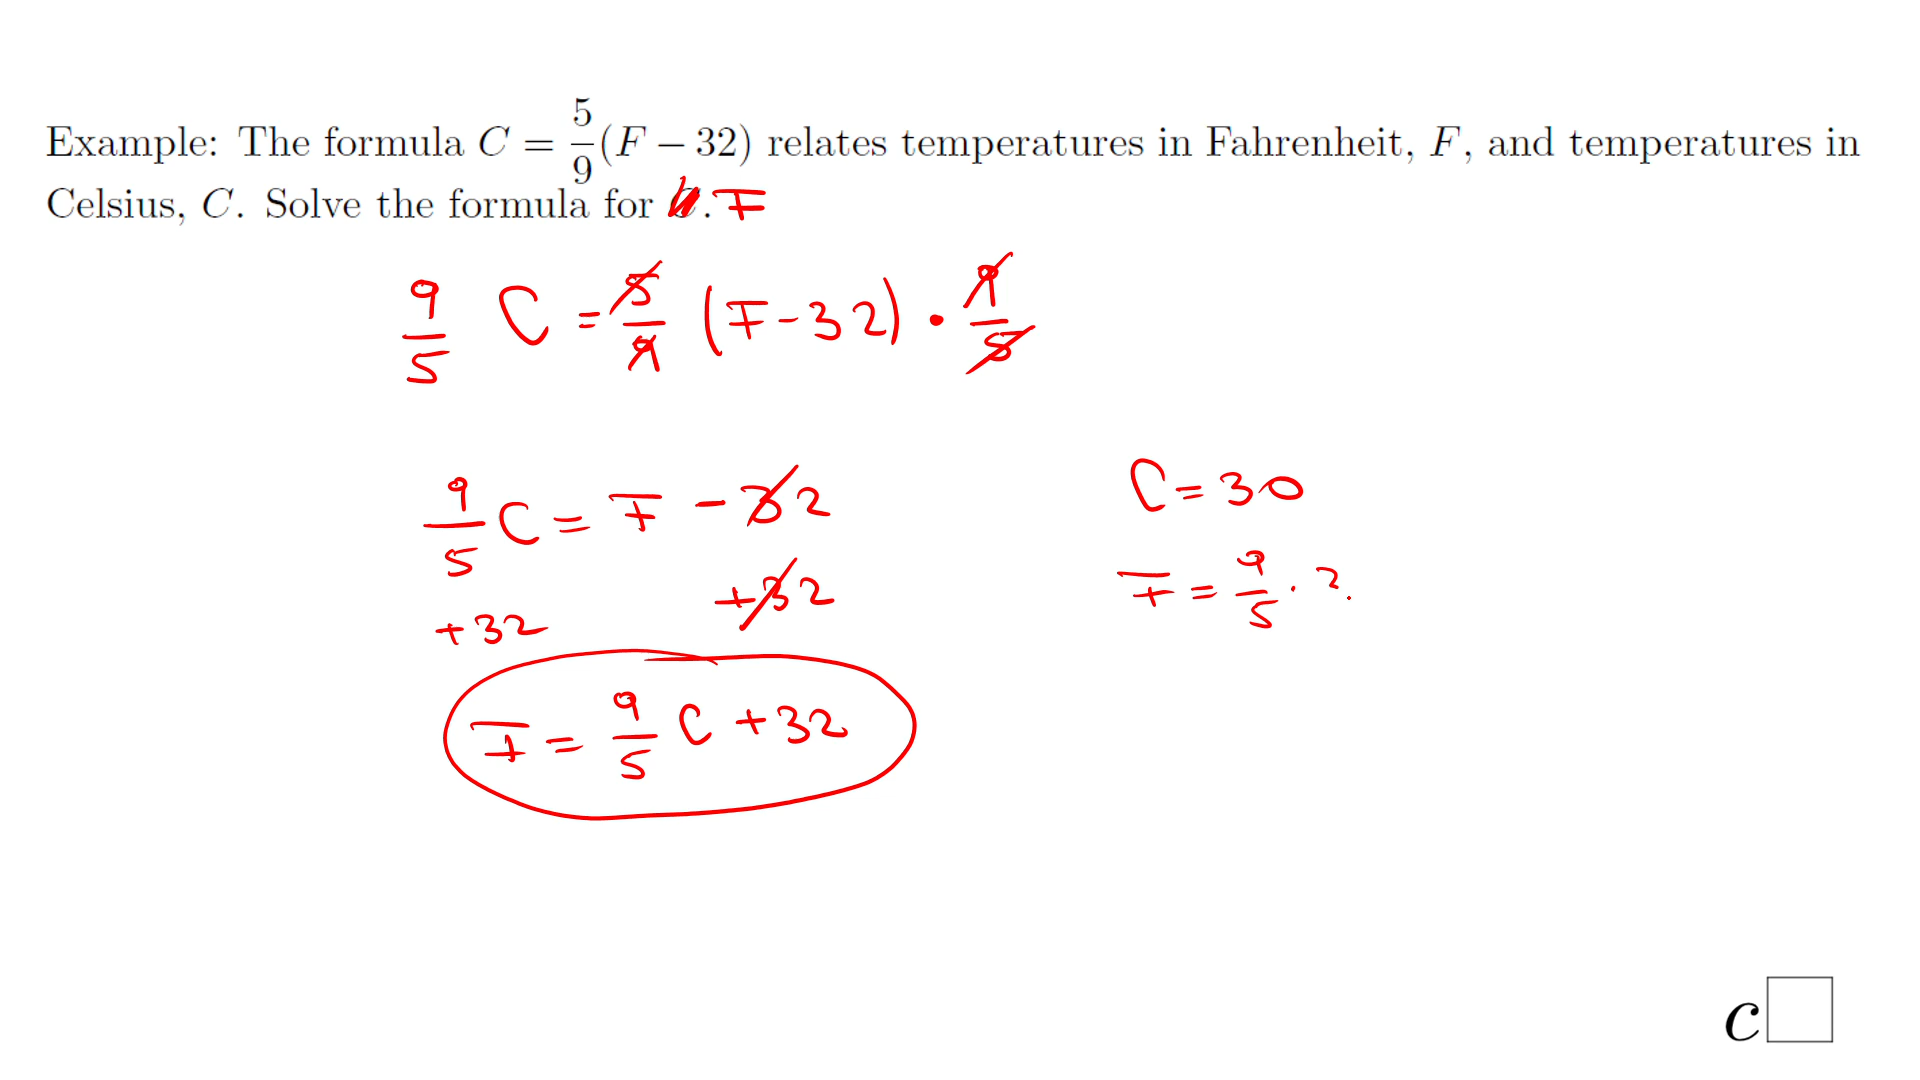 Example: The formula C = 5/9 (F − 32) relates temperatures in Fahrenheit, F, and temperatures in
Celsius, C. Solve the formula for . F
9/5 C = 5/9 (F - 32) · 9/5
9/5 C = F - 32
+32 +32
F = 9/5 C + 32
C = 30
F = 9/5 ·
C